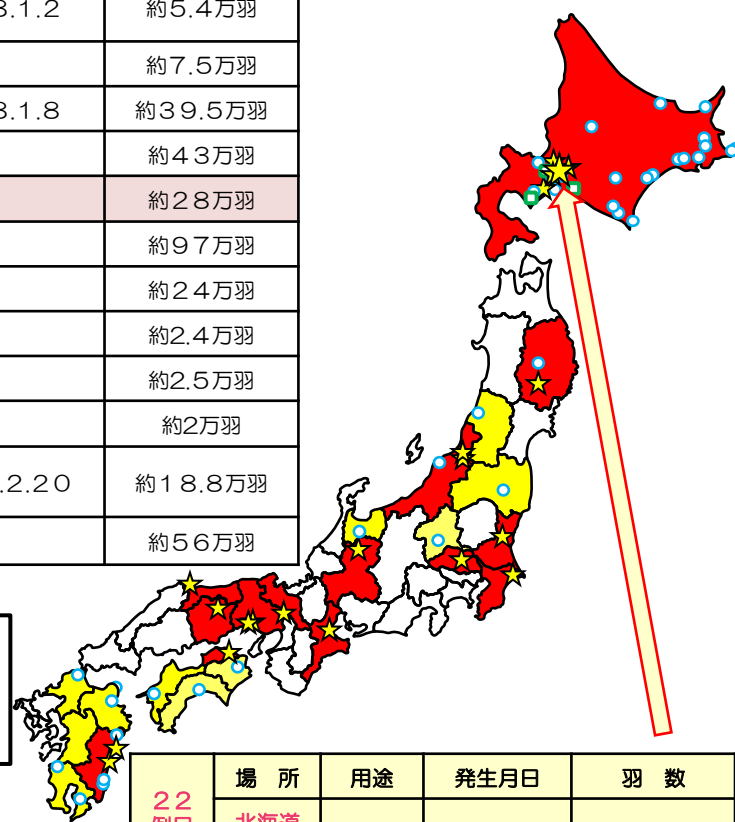 8.1.2 約５.４万羽
約７.５万羽
8.1.8 約３９.５万羽
約４３万羽
約２８万羽
約９７万羽
約２４万羽
約２.４万羽
約２.５万羽
約２万羽
.２.２０ 約１８.８万羽
約５６万羽
場　所 用途 発生月日 羽　数
２２
例目
北海道